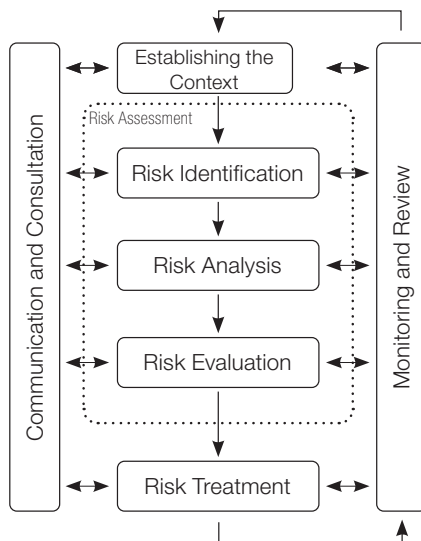 Establishing the
Context
Risk Assessment
Risk Identification
Risk Analysis
Risk Evaluation
Risk Treatment
Communication and Consultation
Monitoring and Review